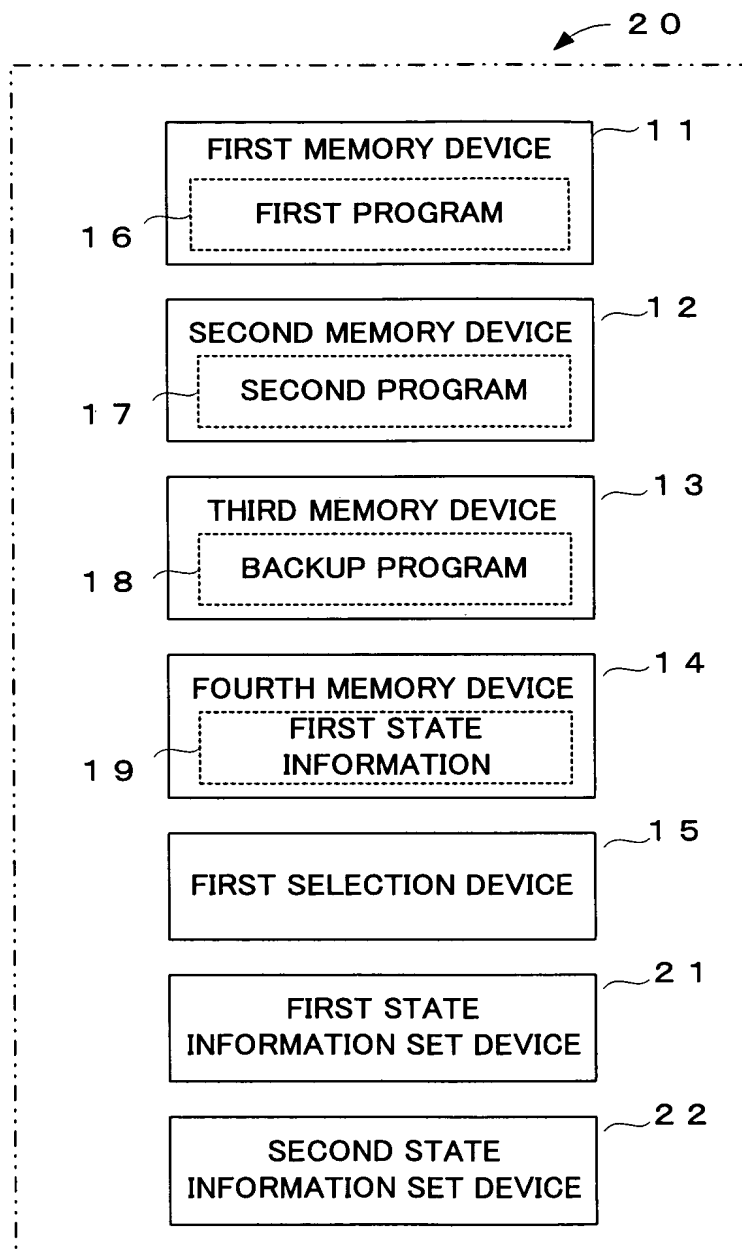 20
FIRST MEMORY DEVICE
11
FIRST PROGRAM
16
SECOND MEMORY DEVICE
12
SECOND PROGRAM
17
THIRD MEMORY DEVICE
13
BACKUP PROGRAM
18
FOURTH MEMORY DEVICE
14
FIRST STATE
INFORMATION
19
FIRST SELECTION DEVICE
15
FIRST STATE
INFORMATION SET DEVICE
21
SECOND STATE
INFORMATION SET DEVICE
22